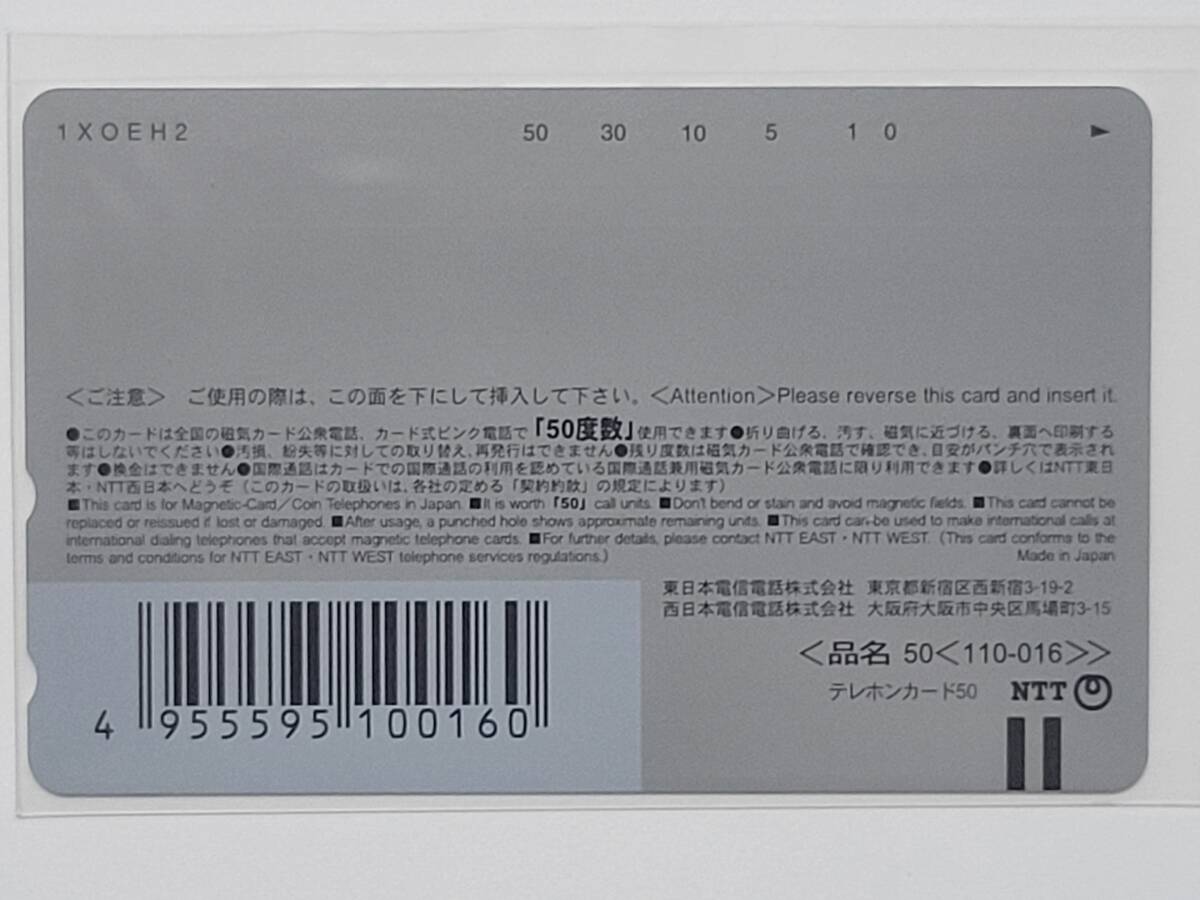 1XOEH2 50 30 10 5 1 0 ►
＜ご注意＞ ご使用の際は、この面を下にして挿入して下さい。＜Attention＞Please reverse this card and insert it.
●このカードは全国の磁気カード公衆電話、カード式ピンク電話で「50度数」使用できます●折り曲げる、汚す、磁気に近づける、裏面へ印刷する
等はしないでください●汚損、紛失等に対しての取り替え、再発行はできません●残り度数は磁気カード公衆電話で確認でき、目安がパンチ穴で表示され
ます●換金はできません●国際通話はカードでの国際通話の利用を認めている国際通話兼用磁気カード公衆電話に限り利用できます●詳しくはNTT東日
本・NTT西日本へどうぞ（このカードの取扱いは、各社の定める「契約約款」の規定によります）
■This card is for Magnetic-Card／Coin Telephones in Japan. ■It is worth「50」call units. ■Don't bend or stain and avoid magnetic fields. ■This card cannot be
replaced or reissued if lost or damaged. ■After usage, a punched hole shows approximate remaining units. ■This card can be used to make international calls at
international dialing telephones that accept magnetic telephone cards. ■For further details, please contact NTT EAST・NTT WEST.（This card conforms to the
terms and conditions for NTT EAST・NTT WEST telephone services regulations.） Made in Japan
東日本電信電話株式会社 東京都新宿区西新宿3-19-2
西日本電信電話株式会社 大阪府大阪市中央区馬場町3-15
＜品名 50＜110-016＞＞
テレホンカード50 NTT
4 955595 100160